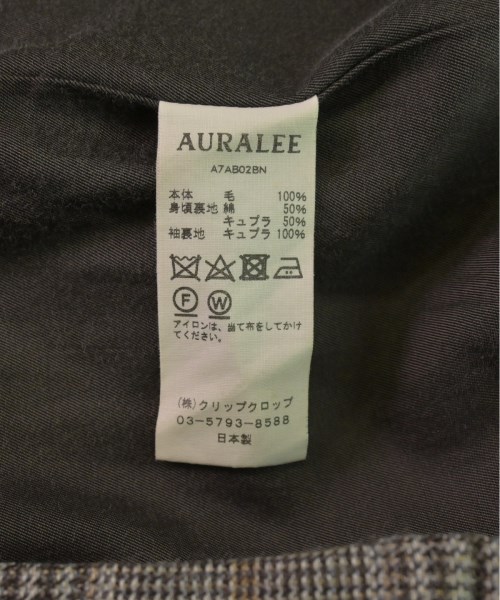 AURALEE
A7AB02BN
本体 毛 100%
身頃裏地 綿 50%
キュプラ 50%
袖裏地 キュプラ 100%
F W
アイロンは、当て布をしてかけ
てください。
(株)クリップクロップ
03-5793-8588
日本製